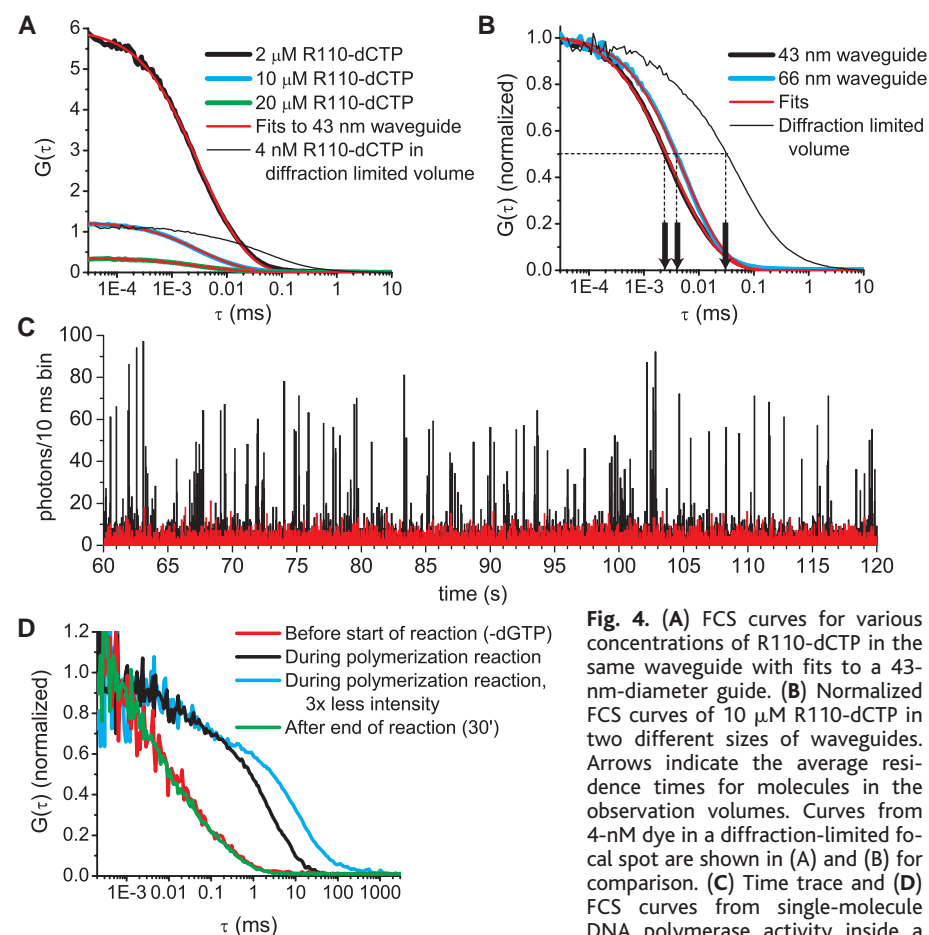 A
G(τ)
6
5
4
3
2
1
0
1E-4 1E-3 0.01 0.1 1 10
τ (ms)
2 μM R110-dCTP
10 μM R110-dCTP
20 μM R110-dCTP
Fits to 43 nm waveguide
4 nM R110-dCTP in
diffraction limited volume
B
G(τ) (normalized)
1.0
0.8
0.6
0.4
0.2
0.0
1E-4 1E-3 0.01 0.1 1 10
τ (ms)
43 nm waveguide
66 nm waveguide
Fits
Diffraction limited
volume
C
photons/10 ms bin
100
80
60
40
20
0
60 65 70 75 80 85 90 95 100 105 110 115 120
time (s)
D
G(τ) (normalized)
1.2
1.0
0.8
0.6
0.4
0.2
0.0
1E-3 0.01 0.1 1 10 100 1000
τ (ms)
Before start of reaction (-dGTP)
During polymerization reaction
During polymerization reaction,
3x less intensity
After end of reaction (30')
Fig. 4. (A) FCS curves for various
concentrations of R110-dCTP in the
same waveguide with fits to a 43-
nm-diameter guide. (B) Normalized
FCS curves of 10 μM R110-dCTP in
two different sizes of waveguides.
Arrows indicate the average resi-
dence times for molecules in the
observation volumes. Curves from
4-nM dye in a diffraction-limited fo-
cal spot are shown in (A) and (B) for
comparison. (C) Time trace and (D)
FCS curves from single-molecule
DNA polymerase activity inside a